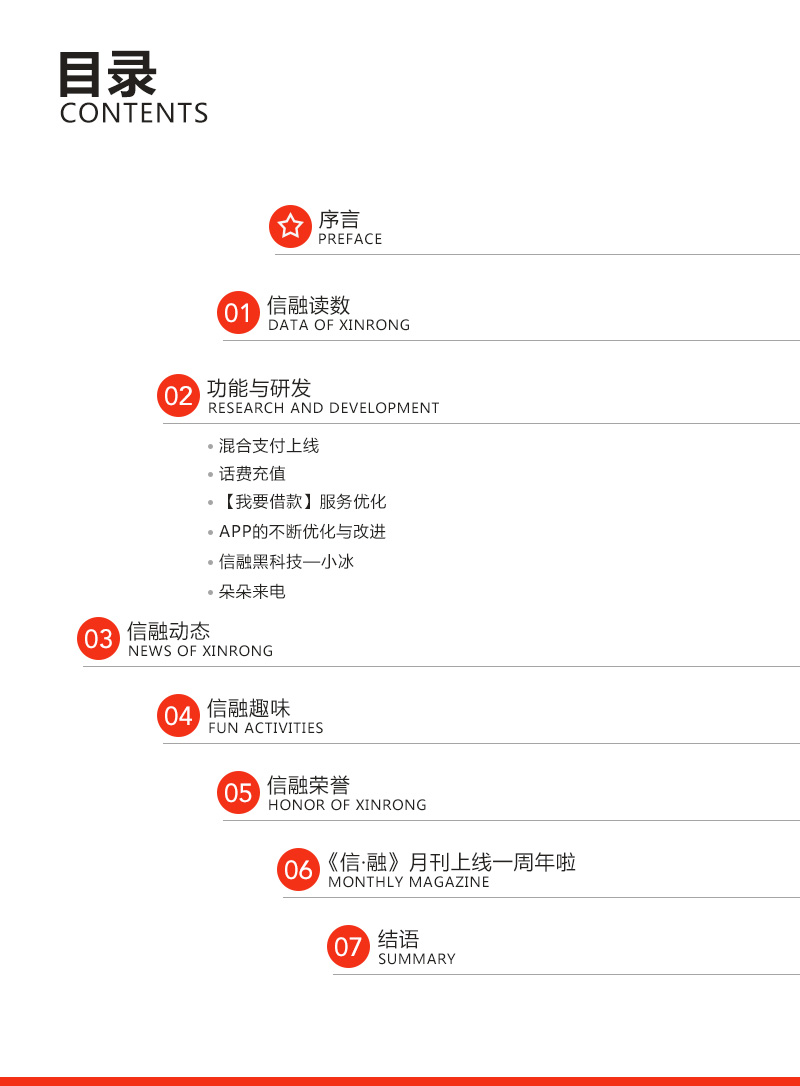 目录
CONTENTS
序言
PREFACE
01 信融读数
DATA OF XINRONG
02 功能与研发
RESEARCH AND DEVELOPMENT
• 混合支付上线
• 话费充值
• 【我要借款】服务优化
• APP的不断优化与改进
• 信融黑科技—小冰
• 朵朵来电
03 信融动态
NEWS OF XINRONG
04 信融趣味
FUN ACTIVITIES
05 信融荣誉
HONOR OF XINRONG
06 《信·融》月刊上线一周年啦
MONTHLY MAGAZINE
07 结语
SUMMARY